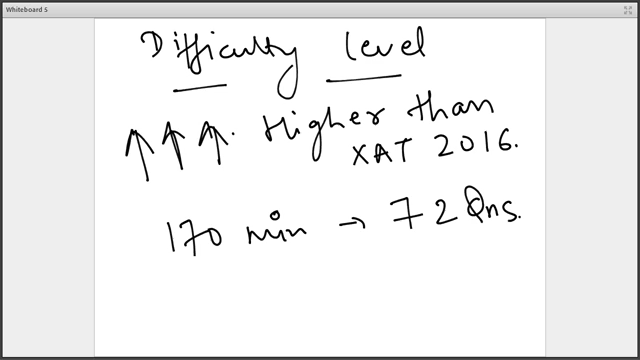 Whiteboard 5
Difficulty level
↑↑↑. Higher than
XAT 2016.
170 min → 72 Qns.